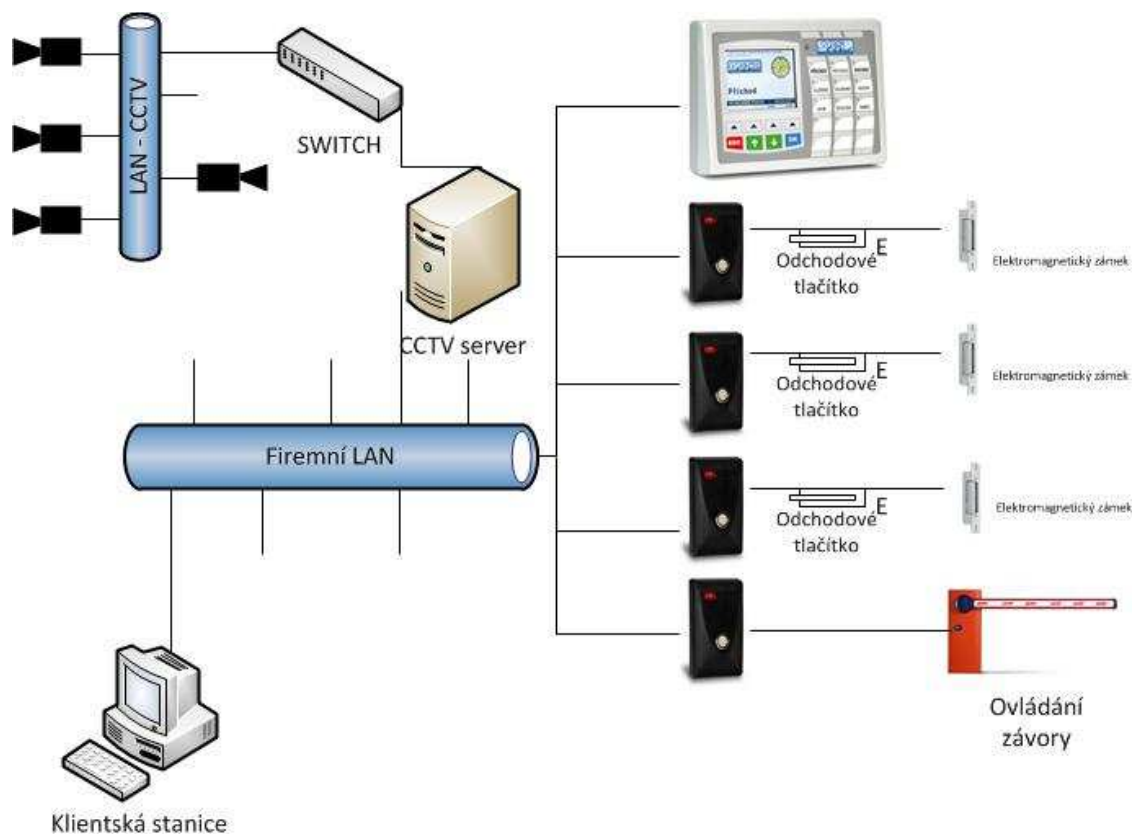 LAN - CCTV
SWITCH
CCTV server
Firemní LAN
Klientská stanice
Příchod
E
Odchodové
tlačítko
Elektromagnetický zámek
E
Odchodové
tlačítko
Elektromagnetický zámek
E
Odchodové
tlačítko
Elektromagnetický zámek
Ovládání
závory